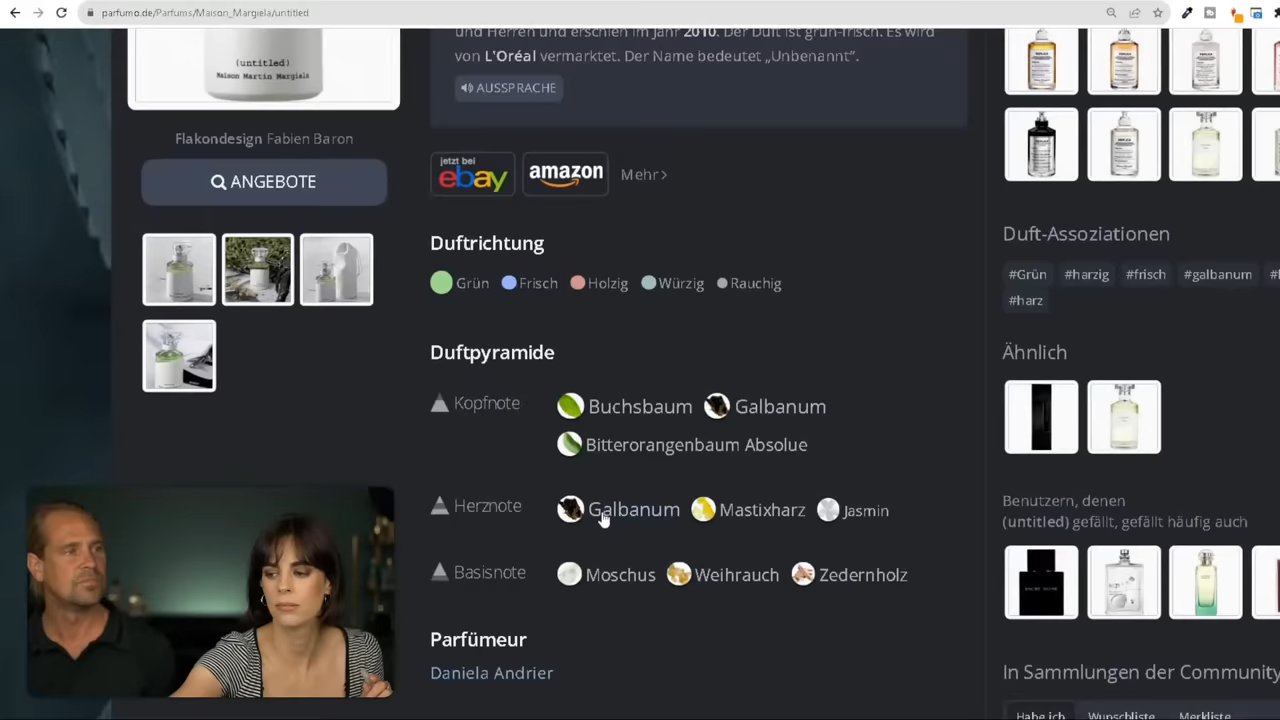 parfumo.de/Parfums/Maison_Margiela/untitled
und Herren und erschien im Jahr 2010. Der Duft ist grün-frisch. Es wird
von L'Oréal vermarktet. Der Name bedeutet „Unbenannt”.
AUSSPRACHE
(untitled)
Maison Martin Margiela
Flakondesign Fabien Baron
ANGEBOTE
jetzt bei
ebay
amazon
Mehr
Duftrichtung
Grün Frisch Holzig Würzig Rauchig
Duftpyramide
Kopfnote Buchsbaum Galbanum
Bitterorangenbaum Absolue
Herznote Galbanum Mastixharz Jasmin
Basisnote Moschus Weihrauch Zedernholz
Parfümeur
Daniela Andrier
Duft-Assoziationen
#Grün #harzig #frisch #galbanum
#harz
Ähnlich
Benutzern, denen
(untitled) gefällt, gefällt häufig auch
In Sammlungen der Community
Habe ich Wunschliste Merkliste